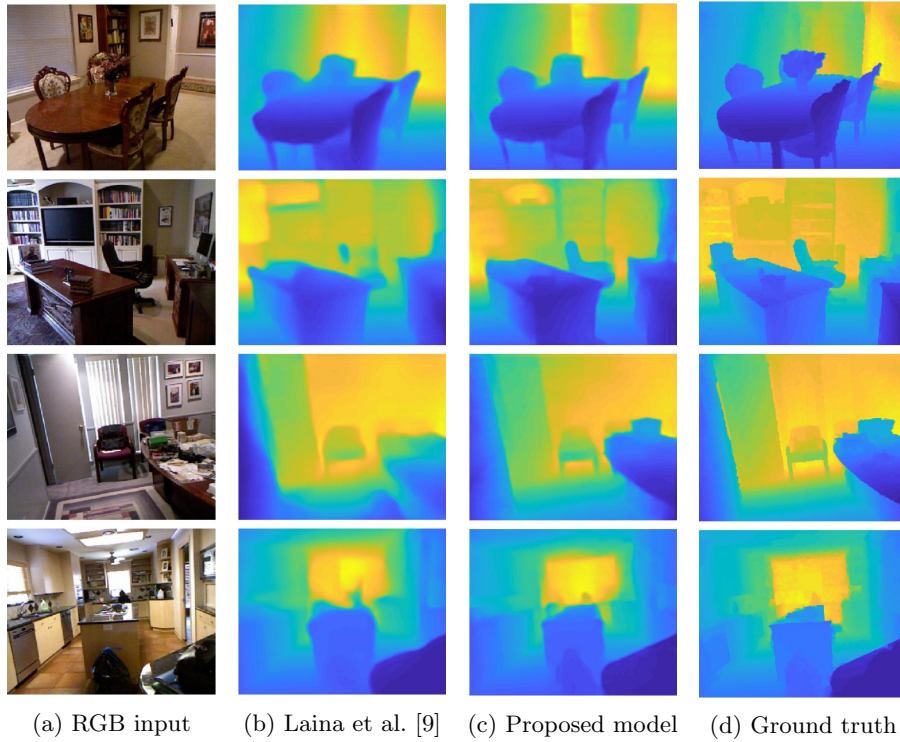 (a) RGB input
(b) Laina et al. [9]
(c) Proposed model
(d) Ground truth